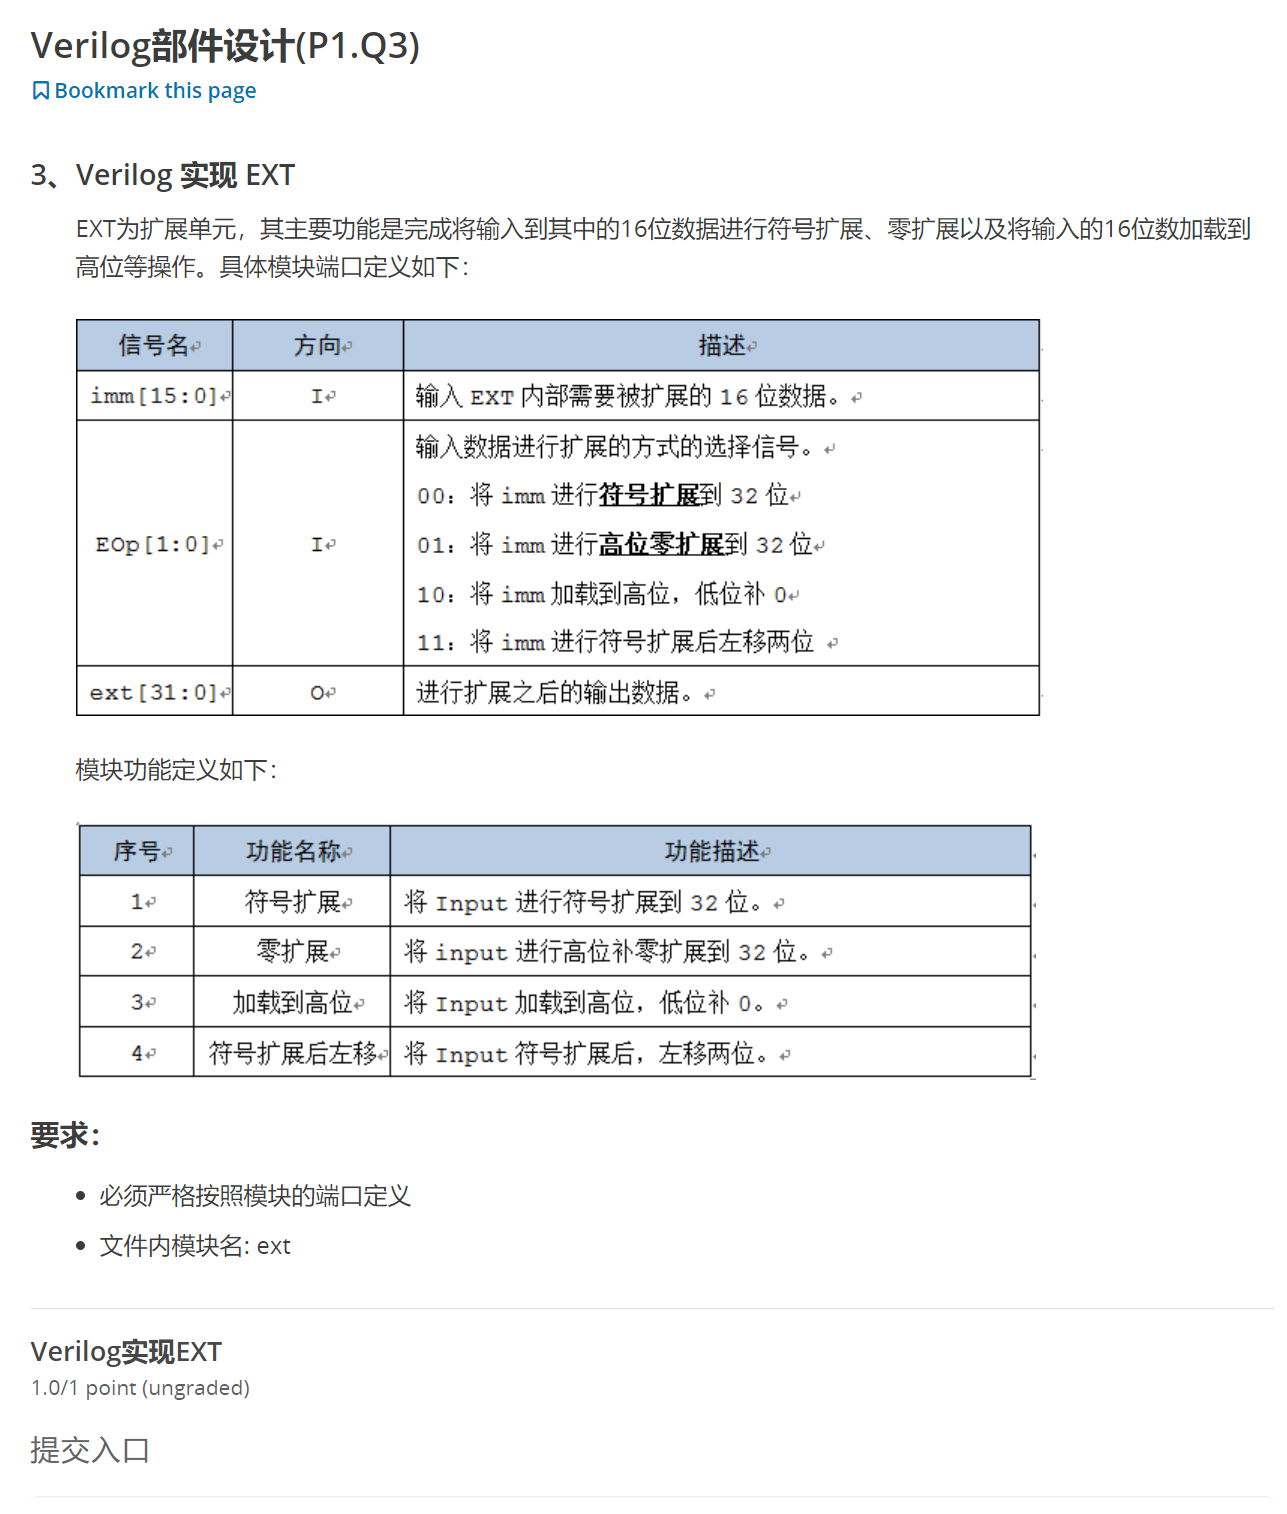 Verilog部件设计(P1.Q3)
Bookmark this page
3、Verilog 实现 EXT
EXT为扩展单元，其主要功能是完成将输入到其中的16位数据进行符号扩展、零扩展以及将输入的16位数加载到
高位等操作。具体模块端口定义如下：
信号名 方向 描述
imm[15:0] I 输入 EXT 内部需要被扩展的 16 位数据。
EOp[1:0] I 输入数据进行扩展的方式的选择信号。
00：将 imm 进行符号扩展到 32 位
01：将 imm 进行高位零扩展到 32 位
10：将 imm 加载到高位，低位补 0
11：将 imm 进行符号扩展后左移两位
ext[31:0] O 进行扩展之后的输出数据。
模块功能定义如下：
序号 功能名称 功能描述
1 符号扩展 将 Input 进行符号扩展到 32 位。
2 零扩展 将 input 进行高位补零扩展到 32 位。
3 加载到高位 将 Input 加载到高位，低位补 0。
4 符号扩展后左移 将 Input 符号扩展后，左移两位。
要求：
必须严格按照模块的端口定义
文件内模块名: ext
Verilog实现EXT
1.0/1 point (ungraded)
提交入口